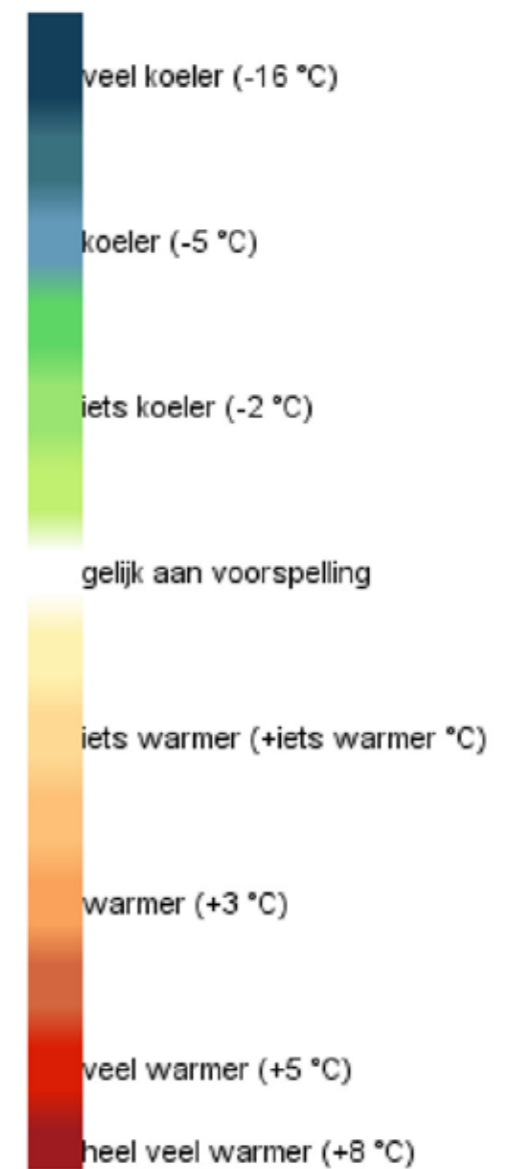 veel koeler (-16 °C)
koeler (-5 °C)
iets koeler (-2 °C)
gelijk aan voorspelling
iets warmer (+iets warmer °C)
warmer (+3 °C)
veel warmer (+5 °C)
heel veel warmer (+8 °C)